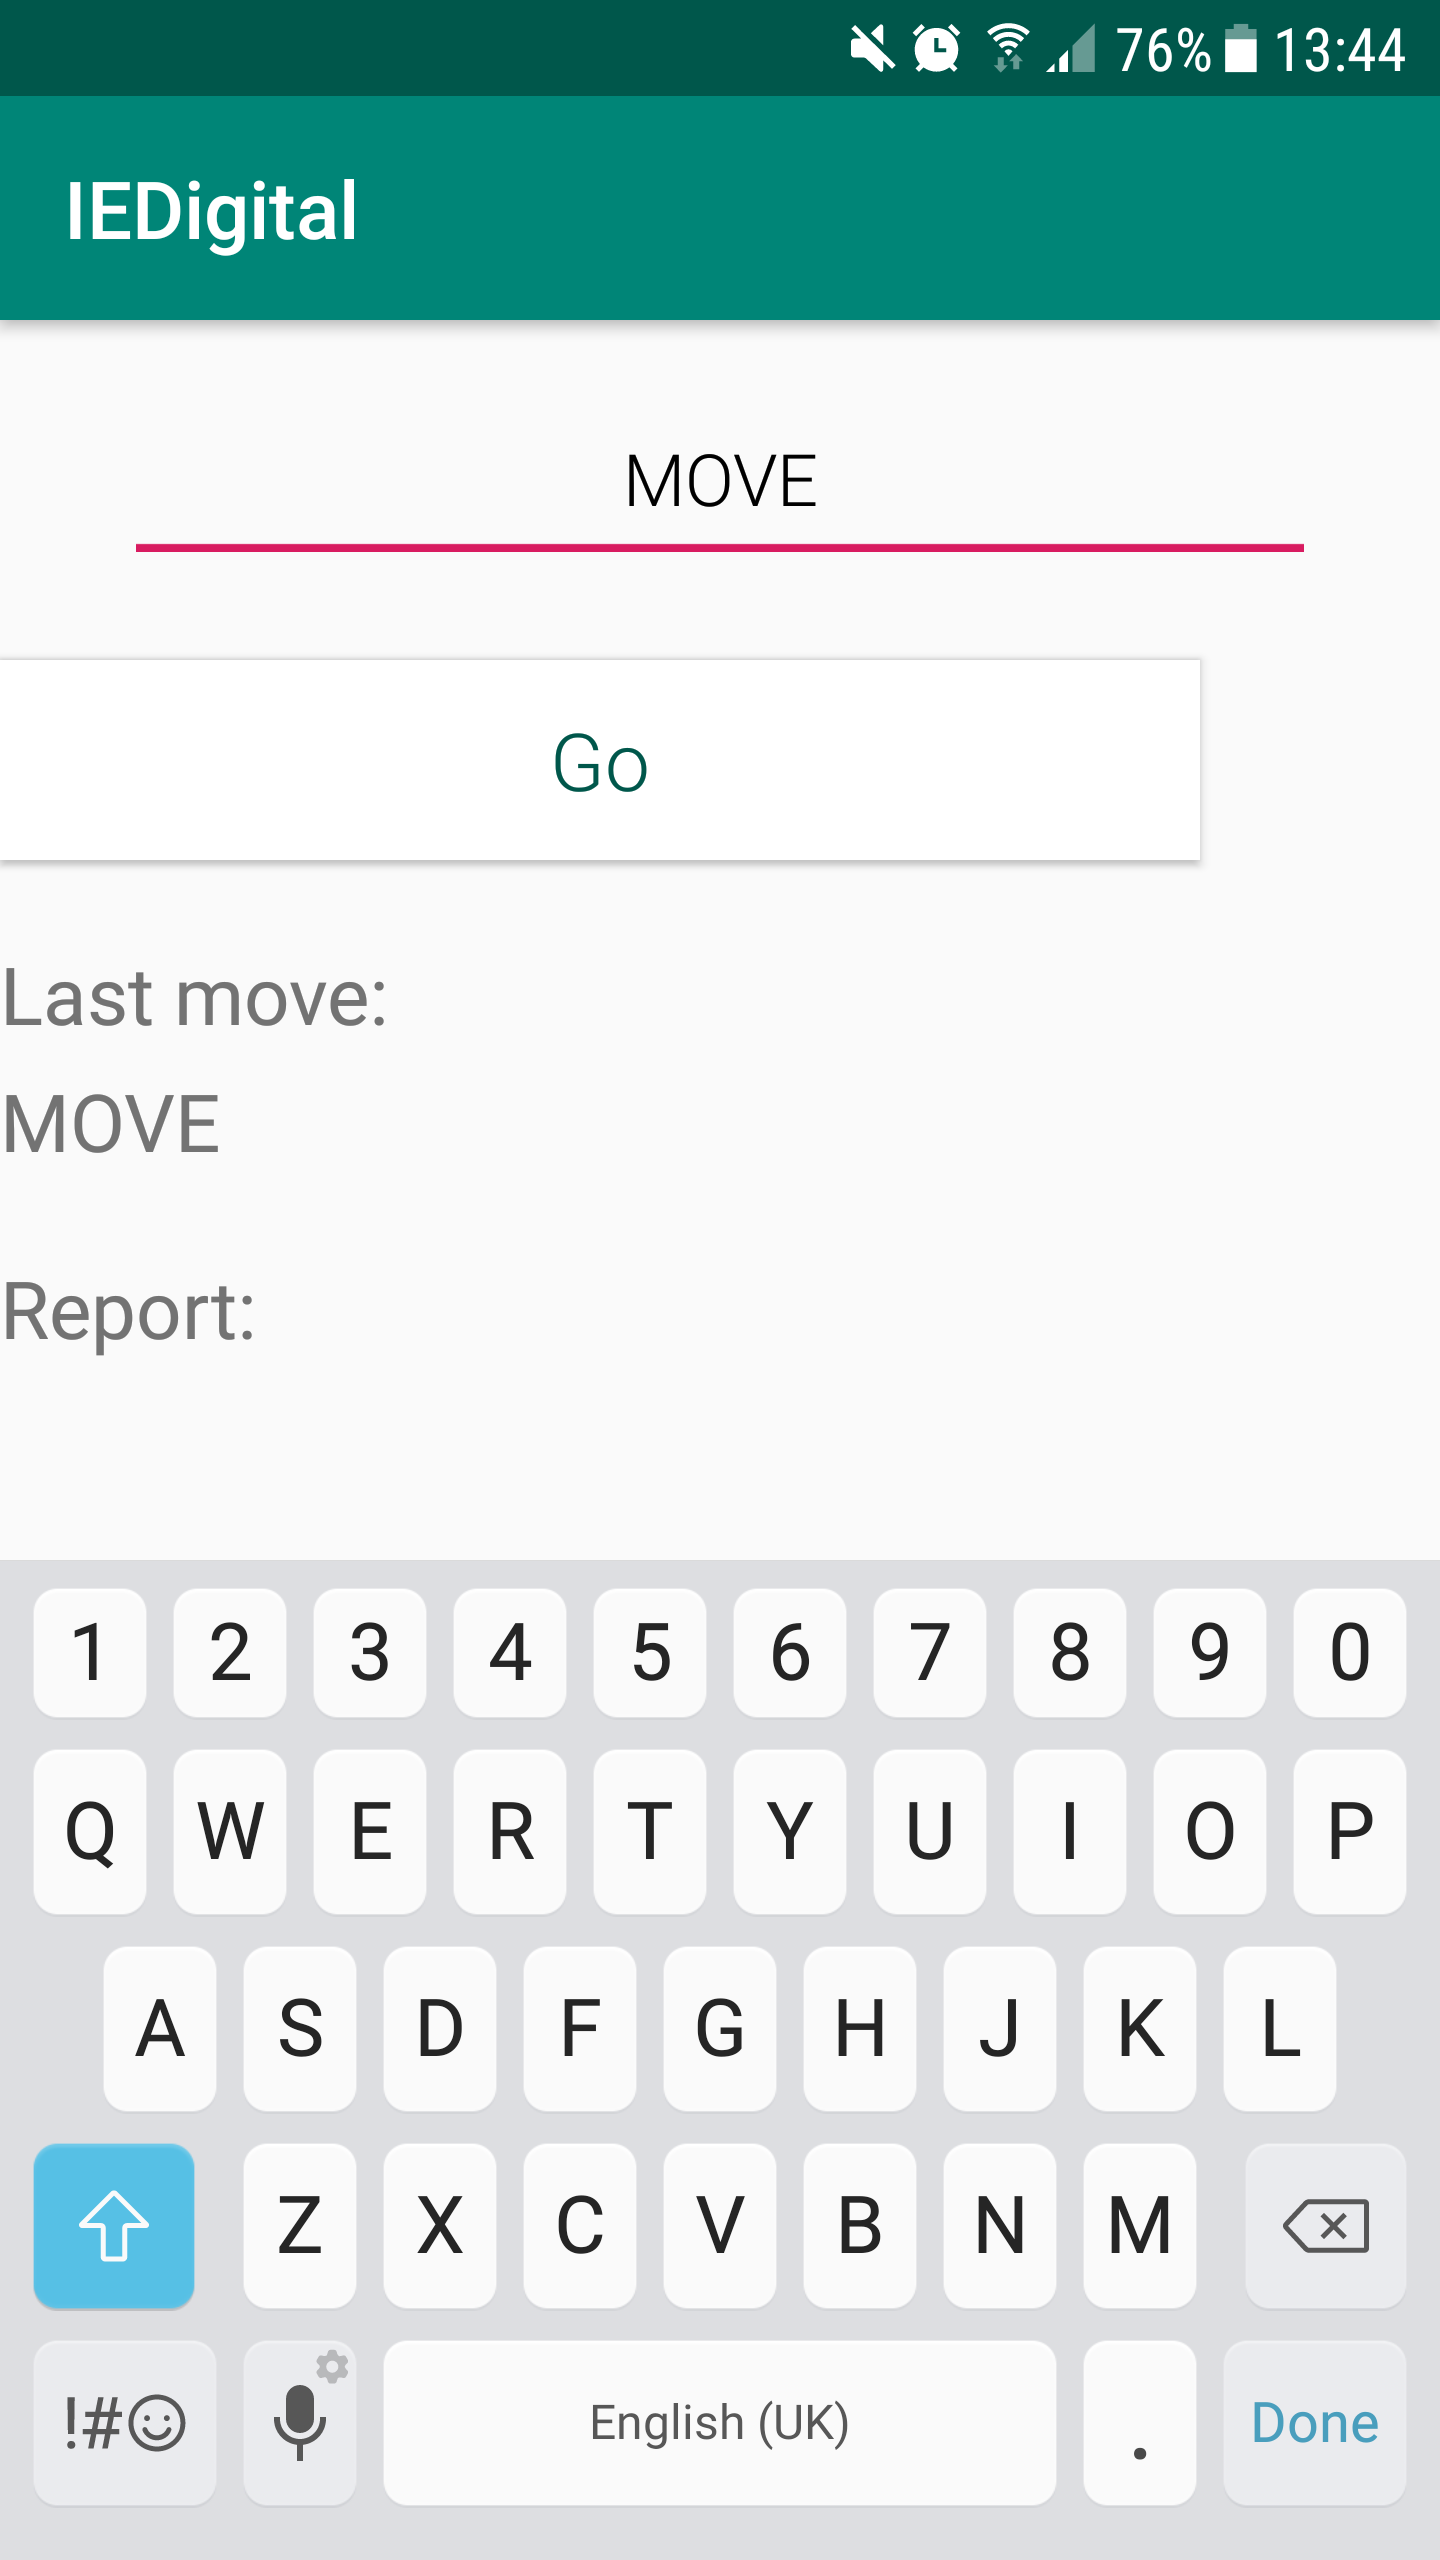 76% 13:44
IEDigital
MOVE
Go
Last move:
MOVE
Report:
1 2 3 4 5 6 7 8 9 0
Q W E R T Y U I O P
A S D F G H J K L
Z X C V B N M
!#☺ English (UK) . Done